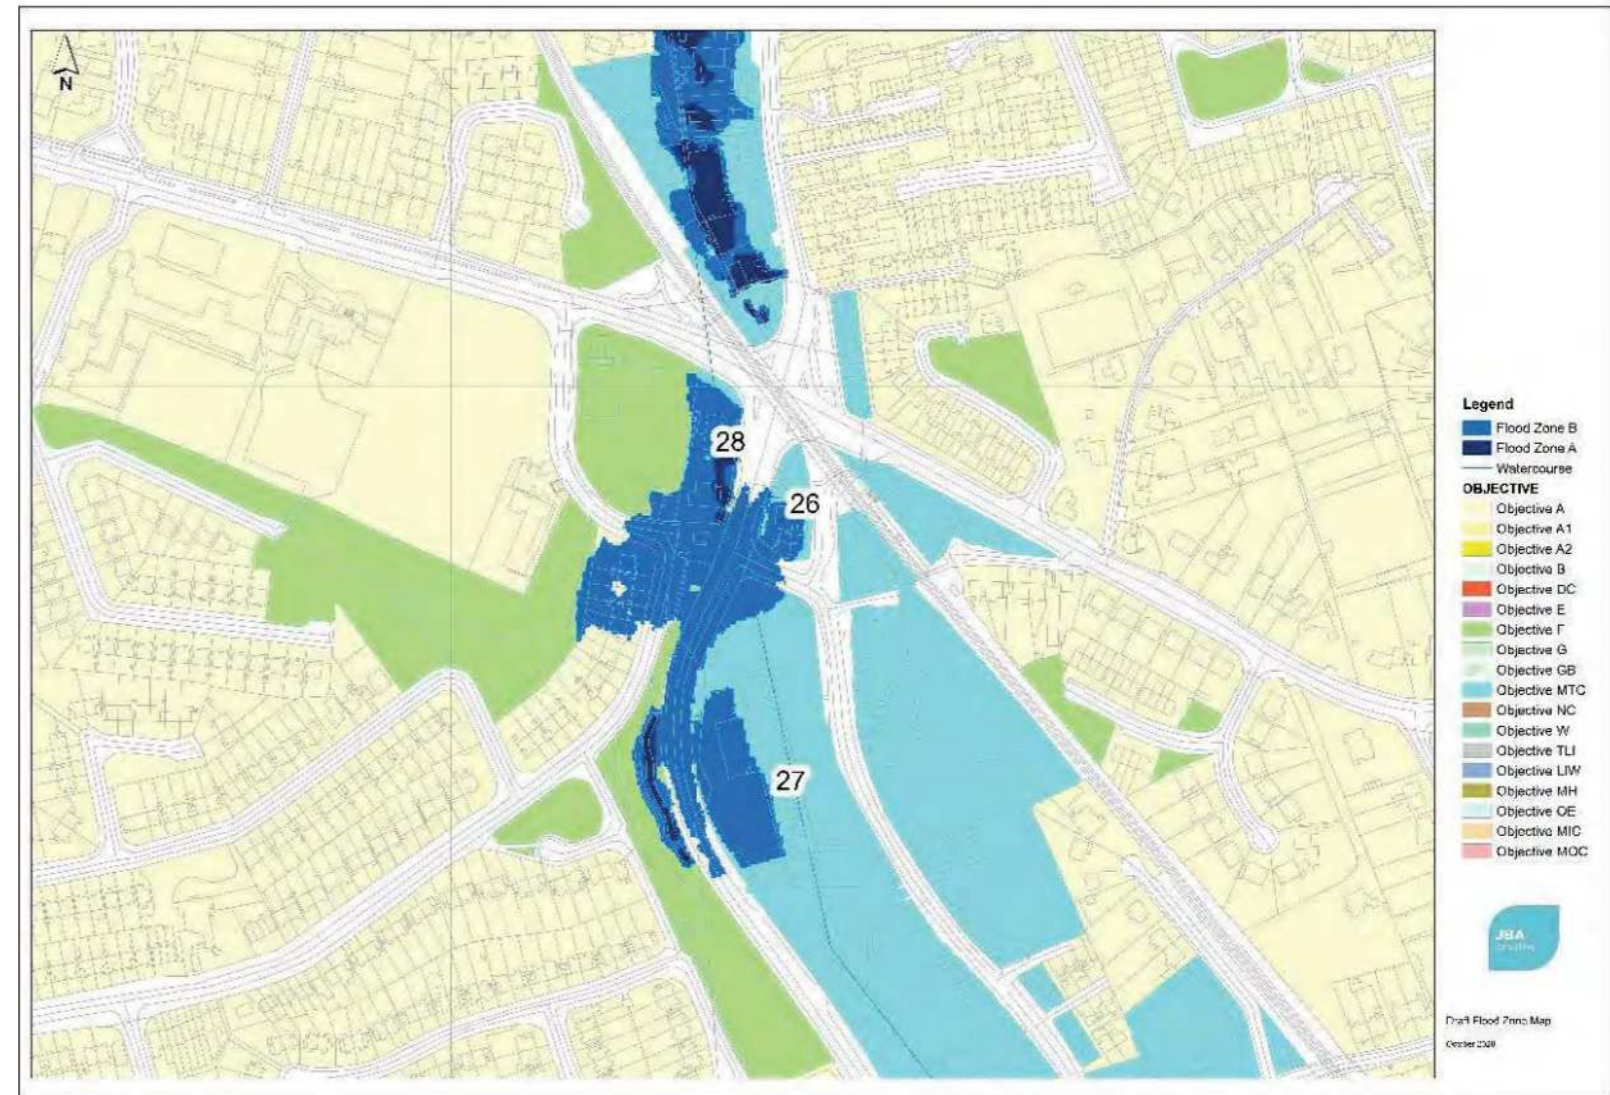 N
28
26
27
Legend
Flood Zone B
Flood Zone A
Watercourse
OBJECTIVE
Objective A
Objective A1
Objective A2
Objective B
Objective DC
Objective E
Objective F
Objective G
Objective GB
Objective MTC
Objective NC
Objective W
Objective TLI
Objective LIW
Objective MH
Objective OE
Objective MIC
Objective MOC
JBA
consulting
Draft Flood Zone Map
October 2020